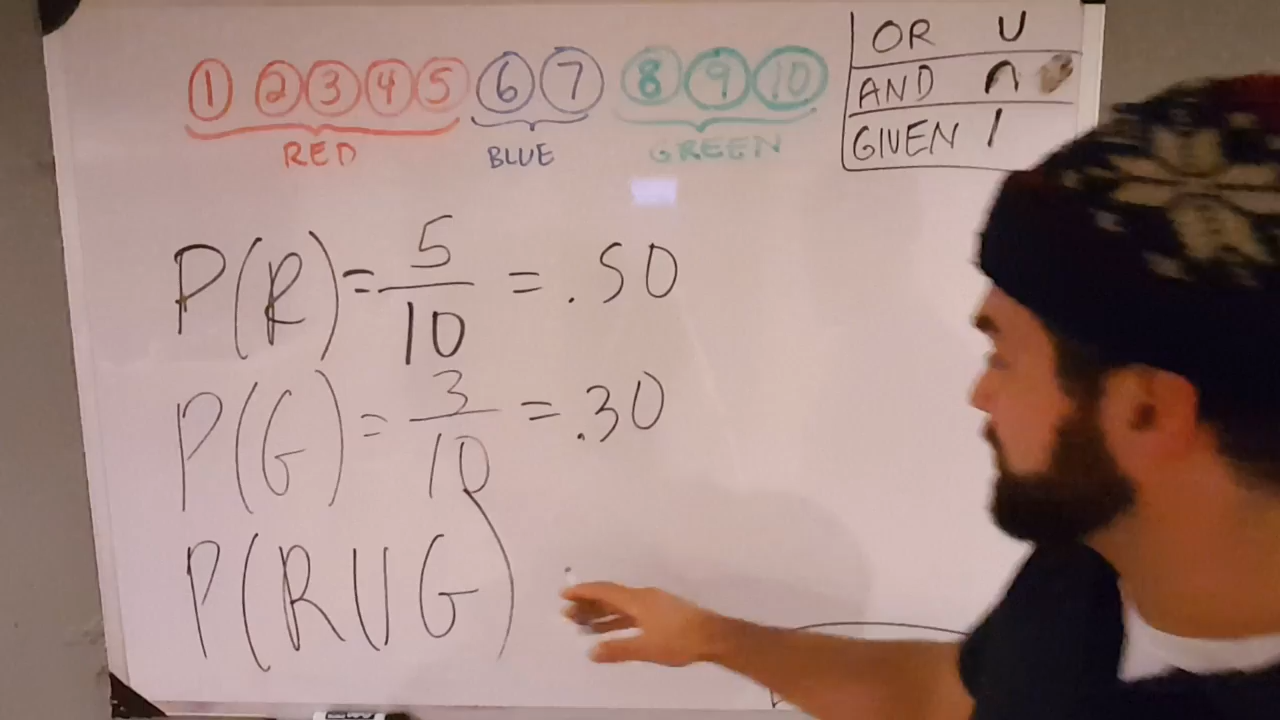 1 2 3 4 5 6 7 8 9 10
RED BLUE GREEN
OR ∪
AND ∩
GIVEN /
P(R) = 5/10 = .50
P(G) = 3/10 = .30
P(R∪G)